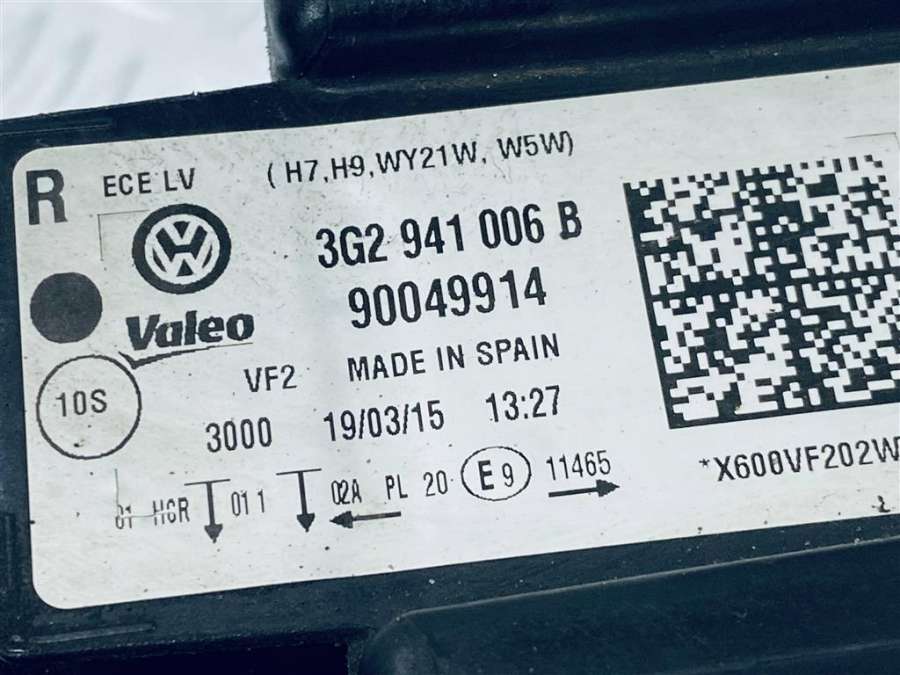 R ECE LV (H7,H9,WY21W, W5W)
3G2 941 006 B
90049914
Valeo
VF2 MADE IN SPAIN
10S
3000 19/03/15 13:27
01 HCR 01 1 02A PL 20 E9 11465
*X600VF202W